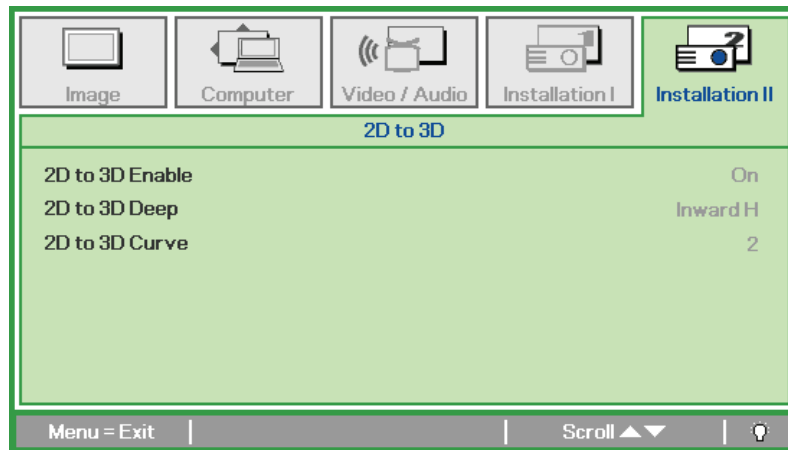 Image Computer Video / Audio Installation I Installation II
2D to 3D
2D to 3D Enable On
2D to 3D Deep Inward H
2D to 3D Curve 2
Menu = Exit Scroll ▲▼